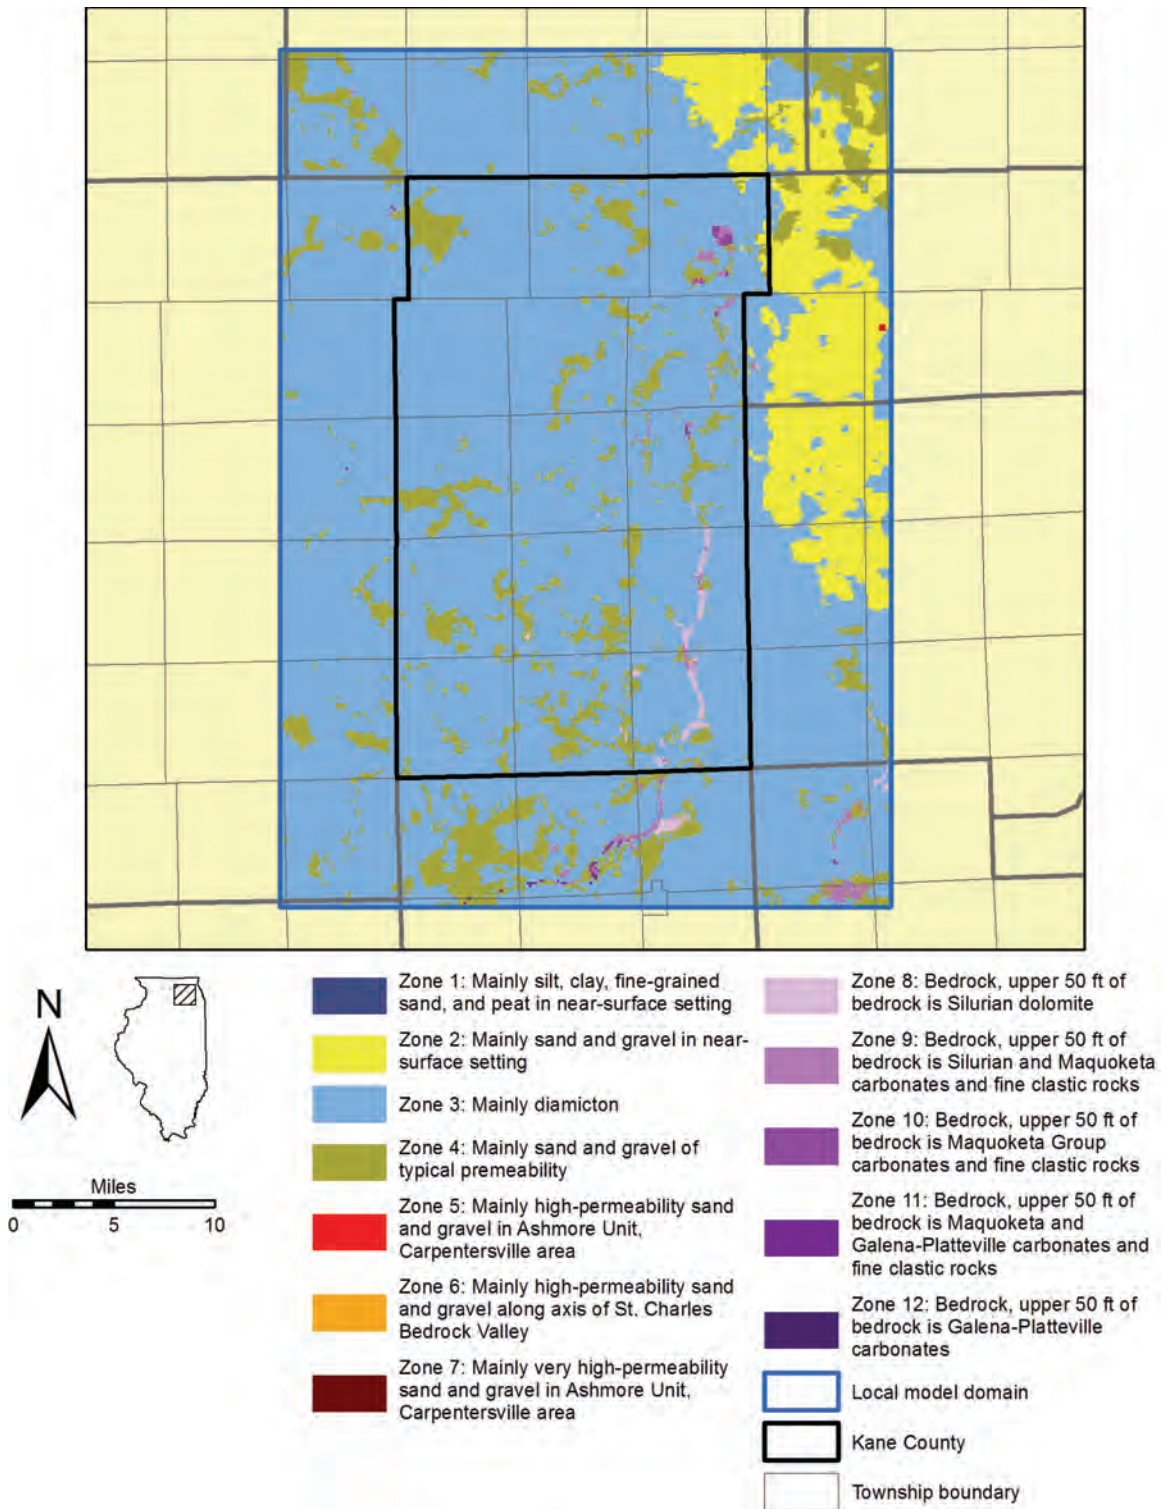 Zone 1: Mainly silt, clay, fine-grained
sand, and peat in near-surface setting
Zone 2: Mainly sand and gravel in near-
surface setting
Zone 3: Mainly diamicton
Zone 4: Mainly sand and gravel of
typical premeability
Zone 5: Mainly high-permeability sand
and gravel in Ashmore Unit,
Carpentersville area
Zone 6: Mainly high-permeability sand
and gravel along axis of St. Charles
Bedrock Valley
Zone 7: Mainly very high-permeability
sand and gravel in Ashmore Unit,
Carpentersville area
Zone 8: Bedrock, upper 50 ft of
bedrock is Silurian dolomite
Zone 9: Bedrock, upper 50 ft of
bedrock is Silurian and Maquoketa
carbonates and fine clastic rocks
Zone 10: Bedrock, upper 50 ft of
bedrock is Maquoketa Group
carbonates and fine clastic rocks
Zone 11: Bedrock, upper 50 ft of
bedrock is Maquoketa and
Galena-Platteville carbonates and
fine clastic rocks
Zone 12: Bedrock, upper 50 ft of
bedrock is Galena-Platteville
carbonates
Local model domain
Kane County
Township boundary
N
Miles
0 5 10